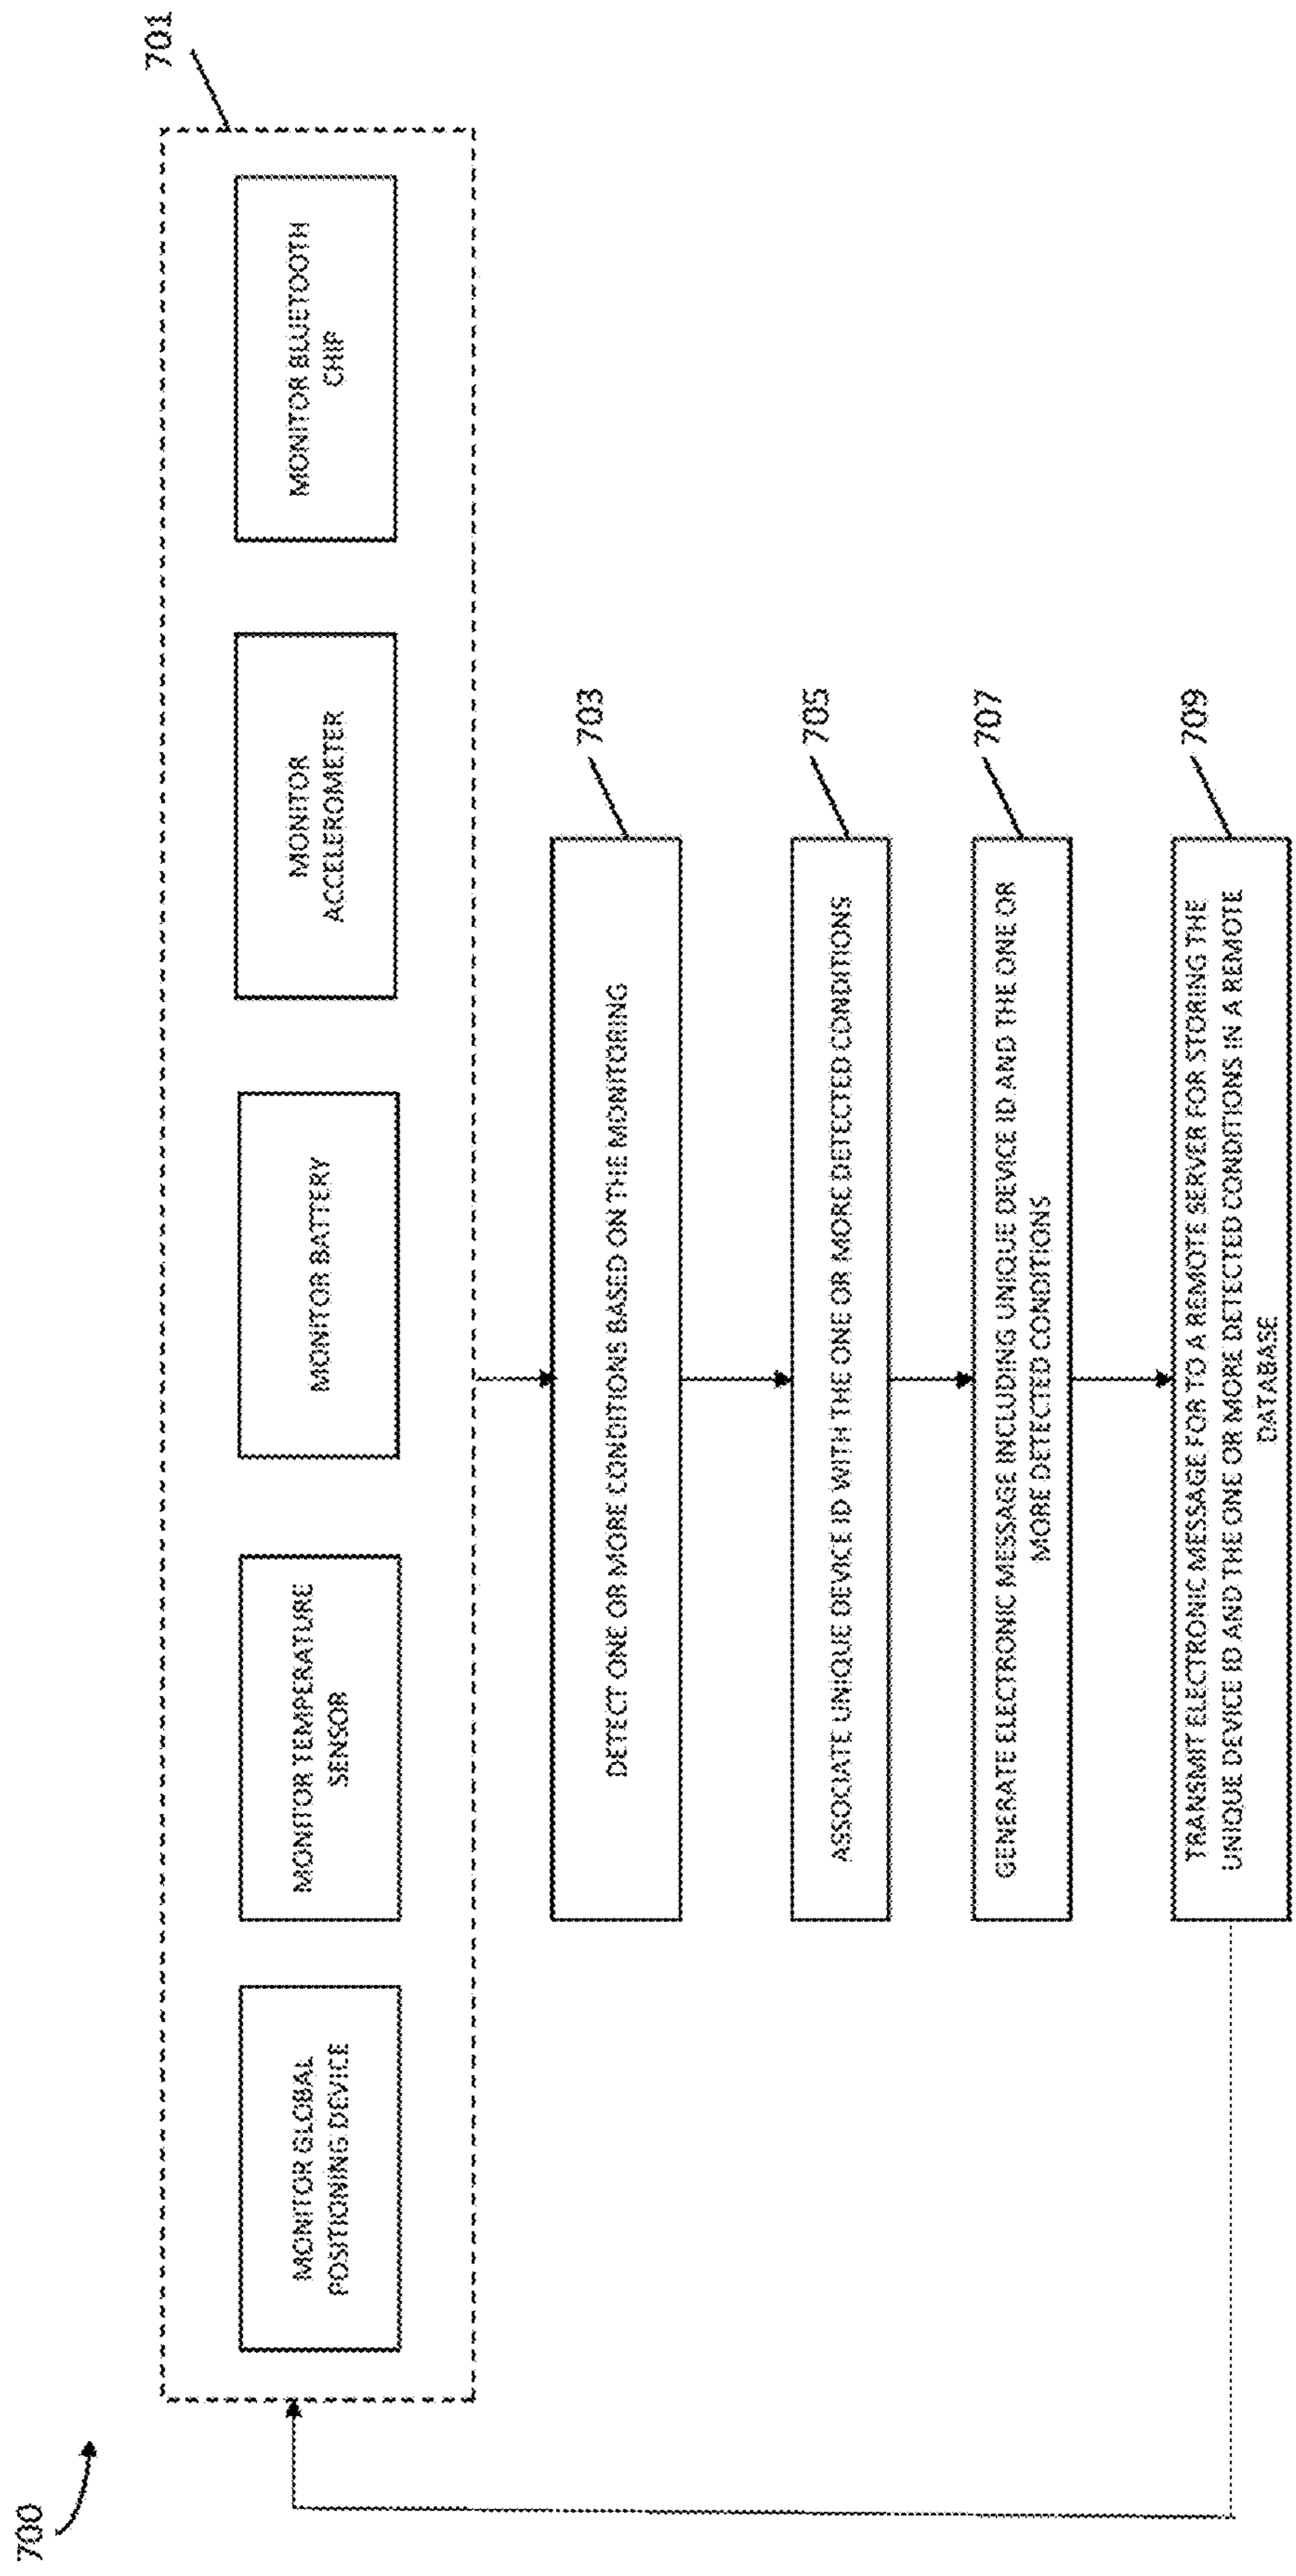 700
701
MONITOR GLOBAL
POSITIONING DEVICE
MONITOR TEMPERATURE
SENSOR
MONITOR BATTERY
MONITOR
ACCELEROMETER
MONITOR BLUETOOTH
CHIP
703
DETECT ONE OR MORE CONDITIONS BASED ON THE MONITORING
705
ASSOCIATE UNIQUE DEVICE ID WITH THE ONE OR MORE DETECTED CONDITIONS
707
GENERATE ELECTRONIC MESSAGE INCLUDING UNIQUE DEVICE ID AND THE ONE OR
MORE DETECTED CONDITIONS
709
TRANSMIT ELECTRONIC MESSAGE FOR TO A REMOTE SERVER FOR STORING THE
UNIQUE DEVICE ID AND THE ONE OR MORE DETECTED CONDITIONS IN A REMOTE
DATABASE